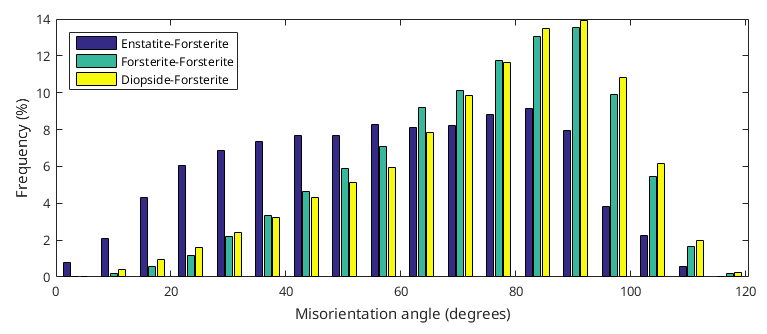 Frequency (%)
14
12
10
8
6
4
2
0
Enstatite-Forsterite
Forsterite-Forsterite
Diopside-Forsterite
0 20 40 60 80 100 120
Misorientation angle (degrees)